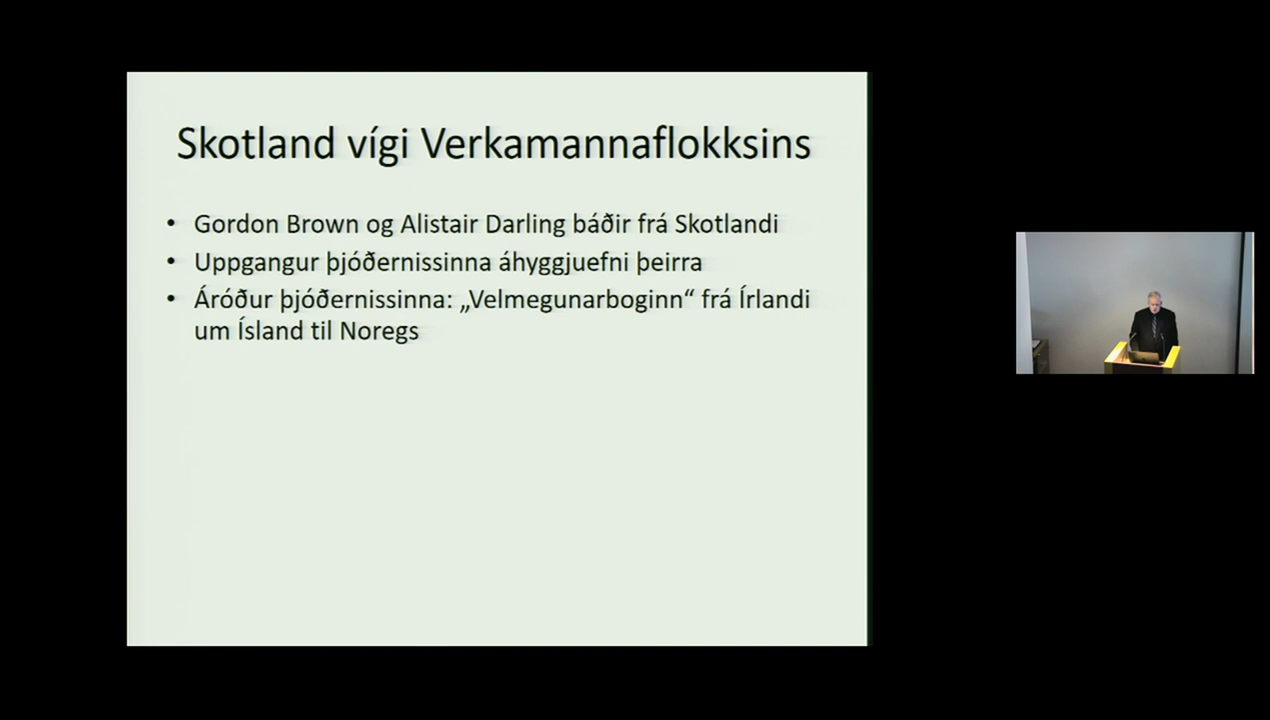 Skotland vígi Verkamannaflokksins
• Gordon Brown og Alistair Darling báðir frá Skotlandi
• Uppgangur þjóðernissinna áhyggjuefni þeirra
• Áróður þjóðernissinna: „Velmegunarboginn“ frá Írlandi
um Ísland til Noregs